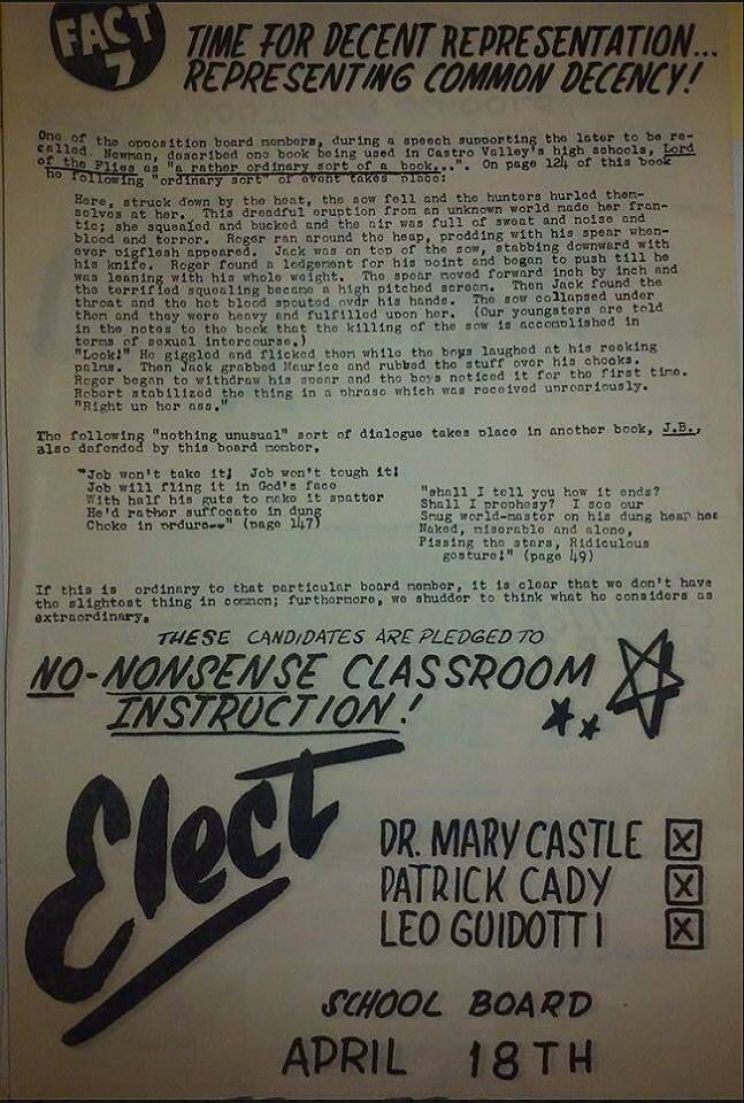 FACT
7
TIME FOR DECENT REPRESENTATION...
REPRESENTING COMMON DECENCY!
One of the opposition board members, during a speech supporting the later to be re-
called Newman, described one book being used in Castro Valley's high schools, Lord
of the Flies as "a rather ordinary sort of a book...". On page 124 of this book
he following "ordinary sort" of event takes place:
Here, struck down by the heat, the sow fell and the hunters hurled them-
selves at her. This dreadful eruption from an unknown world made her fran-
tic; she squealed and bucked and the air was full of sweat and noise and
blood and terror. Roger ran around the heap, prodding with his spear when-
ever pigflesh appeared. Jack was on top of the sow, stabbing downward with
his knife. Roger found a lodgement for his point and began to push till he
was leaning with his whole weight. The spear moved forward inch by inch and
the terrified squealing became a high pitched scream. Then Jack found the
throat and the hot blood spouted over his hands. The sow collapsed under
them and they were heavy and fulfilled upon her. (Our youngsters are told
in the notes to the book that the killing of the sow is accomplished in
terms of sexual intercourse.)
"Look!" He giggled and flicked them while the boys laughed at his reeking
palms. Then Jack grabbed Maurice and rubbed the stuff over his cheeks.
Roger began to withdraw his spear and the boys noticed it for the first time.
Robert stabilized the thing in a phrase which was received uproariously.
"Right up her ass."
The following "nothing unusual" sort of dialogue takes place in another book, J.B.,
also defended by this board member.
"Job won't take it! Job won't tough it!
Job will fling it in God's face
With half his guts to make it spatter
He'd rather suffocate in dung
Choke in ordure--" (page 147)
"shall I tell you how it ends?
Shall I prophesy? I see our
Smug world-master on his dung heap
Naked, miserable and alone,
Pissing the stars, Ridiculous
gesture!" (page 49)
If this is ordinary to that particular board member, it is clear that we don't have
the slightest thing in common; furthermore, we shudder to think what he considers as
extraordinary.
THESE CANDIDATES ARE PLEDGED TO
NO-NONSENSE CLASSROOM
INSTRUCTION!
Elect
DR. MARY CASTLE
PATRICK CADY
LEO GUIDOTTI
SCHOOL BOARD
APRIL 18TH